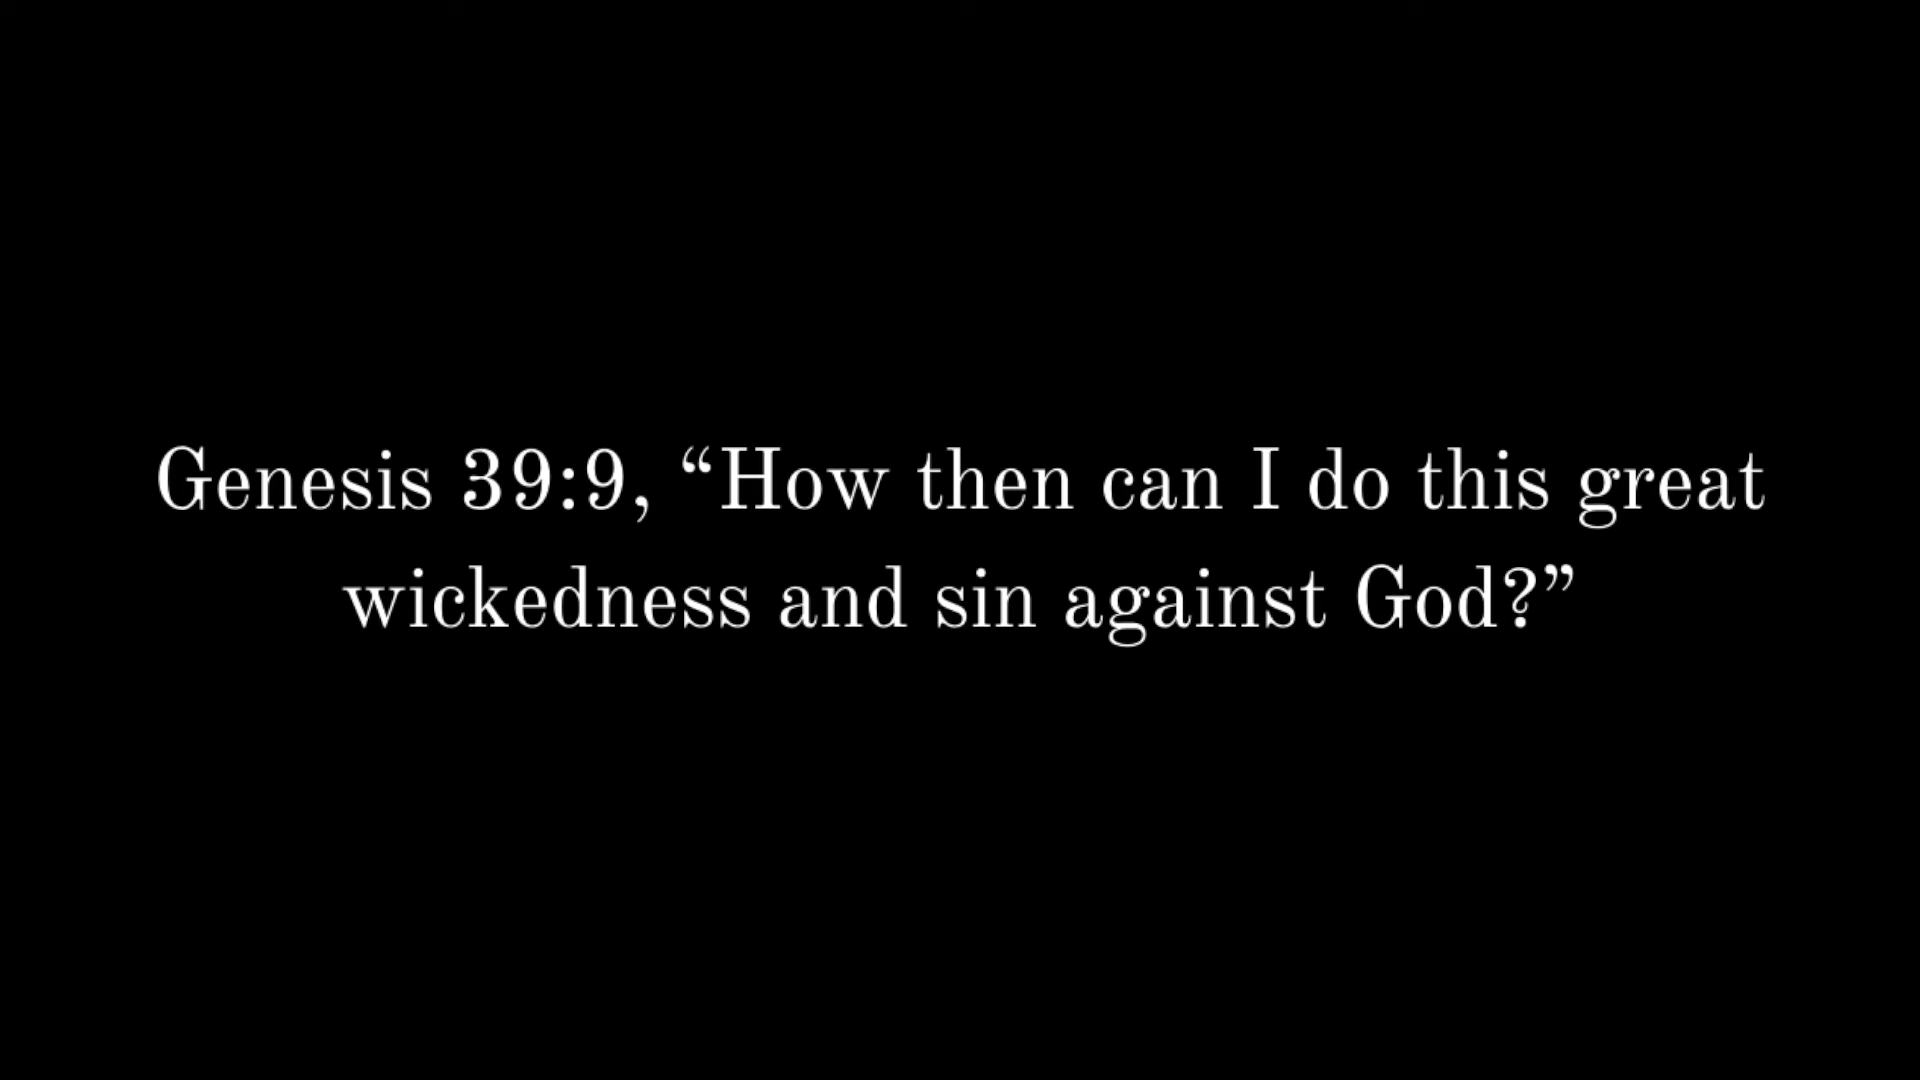 Genesis 39:9, “How then can I do this great
wickedness and sin against God?”